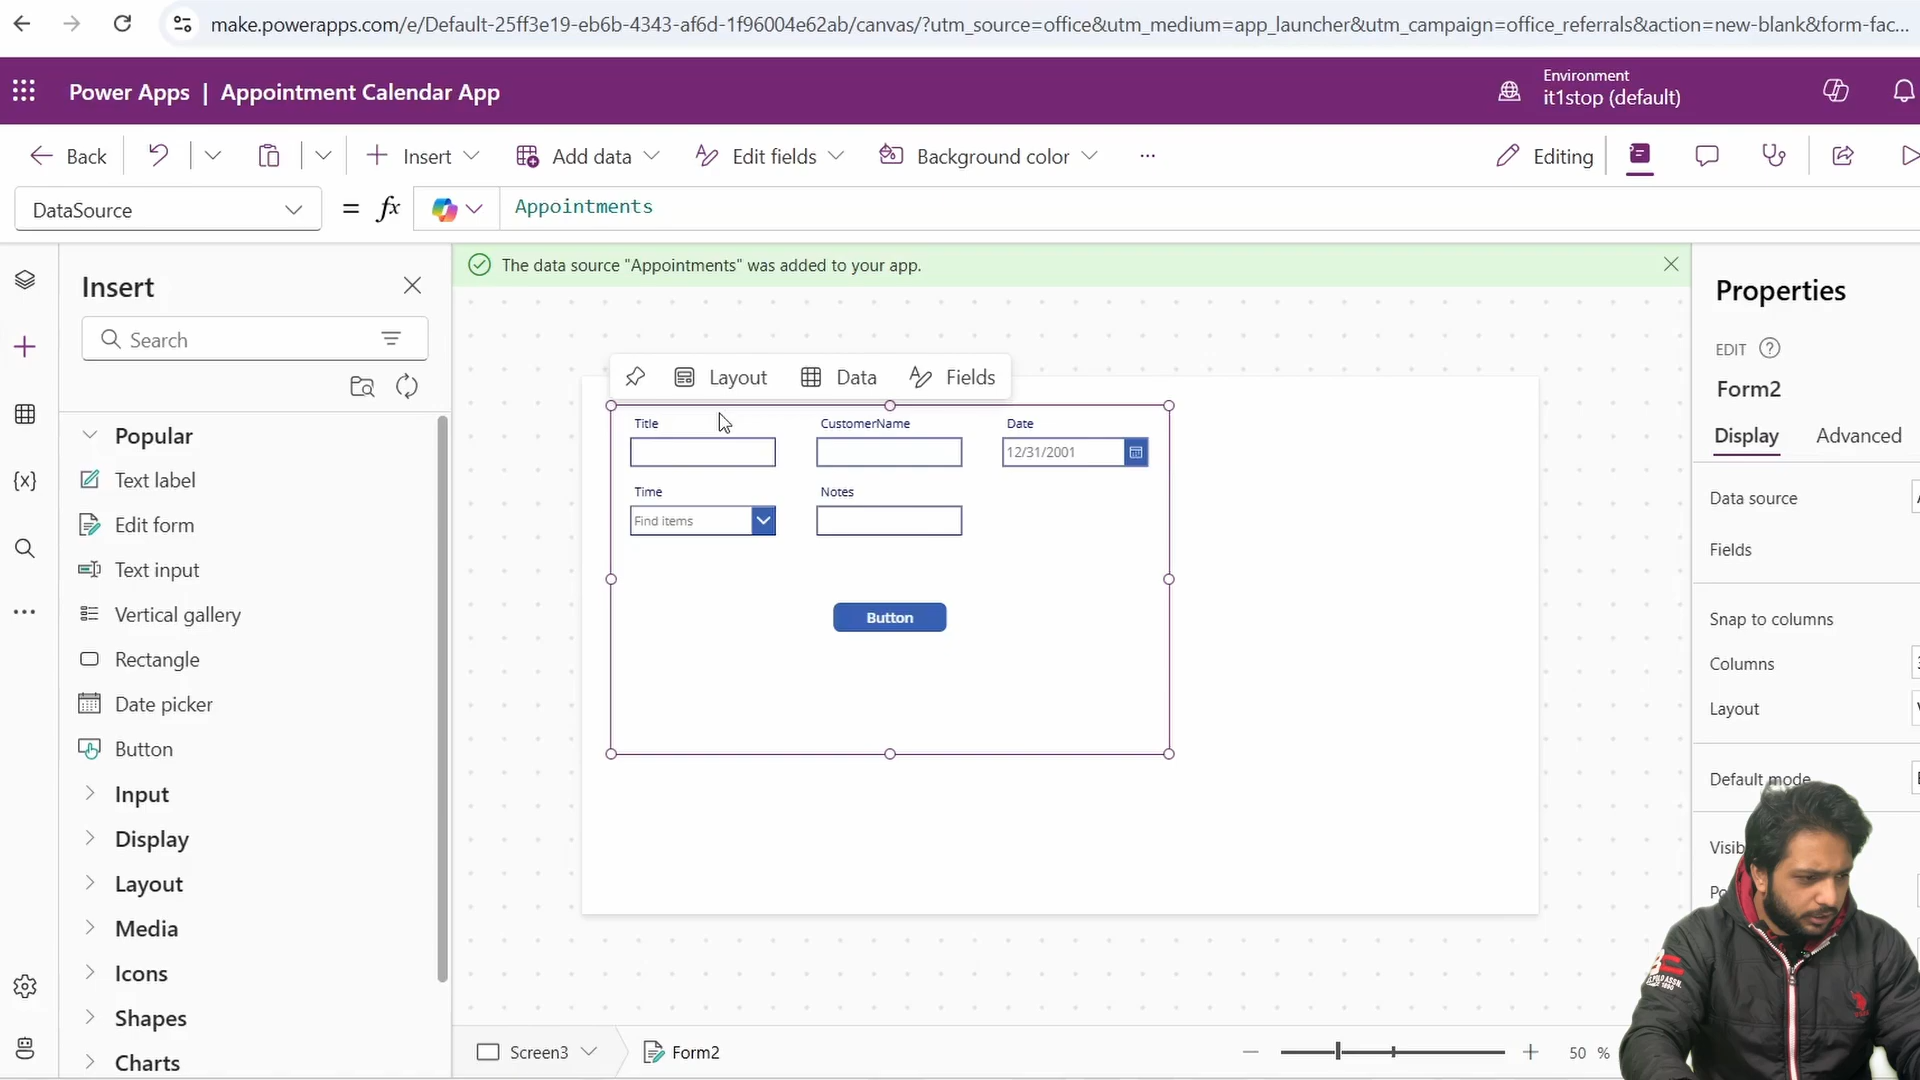 make.powerapps.com/e/Default-25ff3e19-eb6b-4343-af6d-1f96004e62ab/canvas/?utm_source=office&utm_medium=app_launcher&utm_campaign=office_referrals&action=new-blank&form-fac...
Power Apps | Appointment Calendar App
Environment
it1stop (default)
Back
Insert
Add data
Edit fields
Background color
...
Editing
DataSource
= fx
Appointments
Insert
The data source "Appointments" was added to your app.
Properties
Search
EDIT
Form2
Layout
Data
Fields
Title
CustomerName
Date
12/31/2001
Display
Advanced
Popular
Text label
Edit form
Text input
Vertical gallery
Rectangle
Date picker
Button
Input
Display
Layout
Media
Icons
Shapes
Charts
Time
Notes
Find items
Button
Data source
Fields
Snap to columns
Columns
Layout
Default mode
Screen3
Form2
50 %